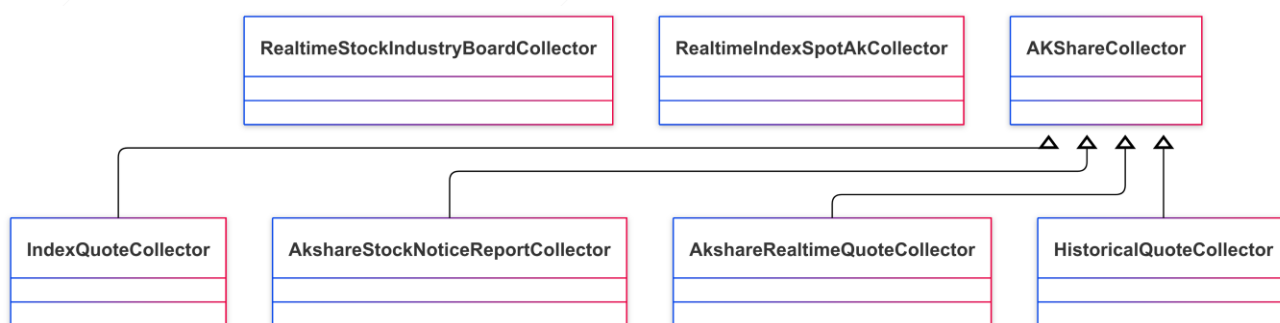 RealtimeStockIndustryBoardCollector
RealtimeIndexSpotAkCollector
AKShareCollector
IndexQuoteCollector
AkshareStockNoticeReportCollector
AkshareRealtimeQuoteCollector
HistoricalQuoteCollector